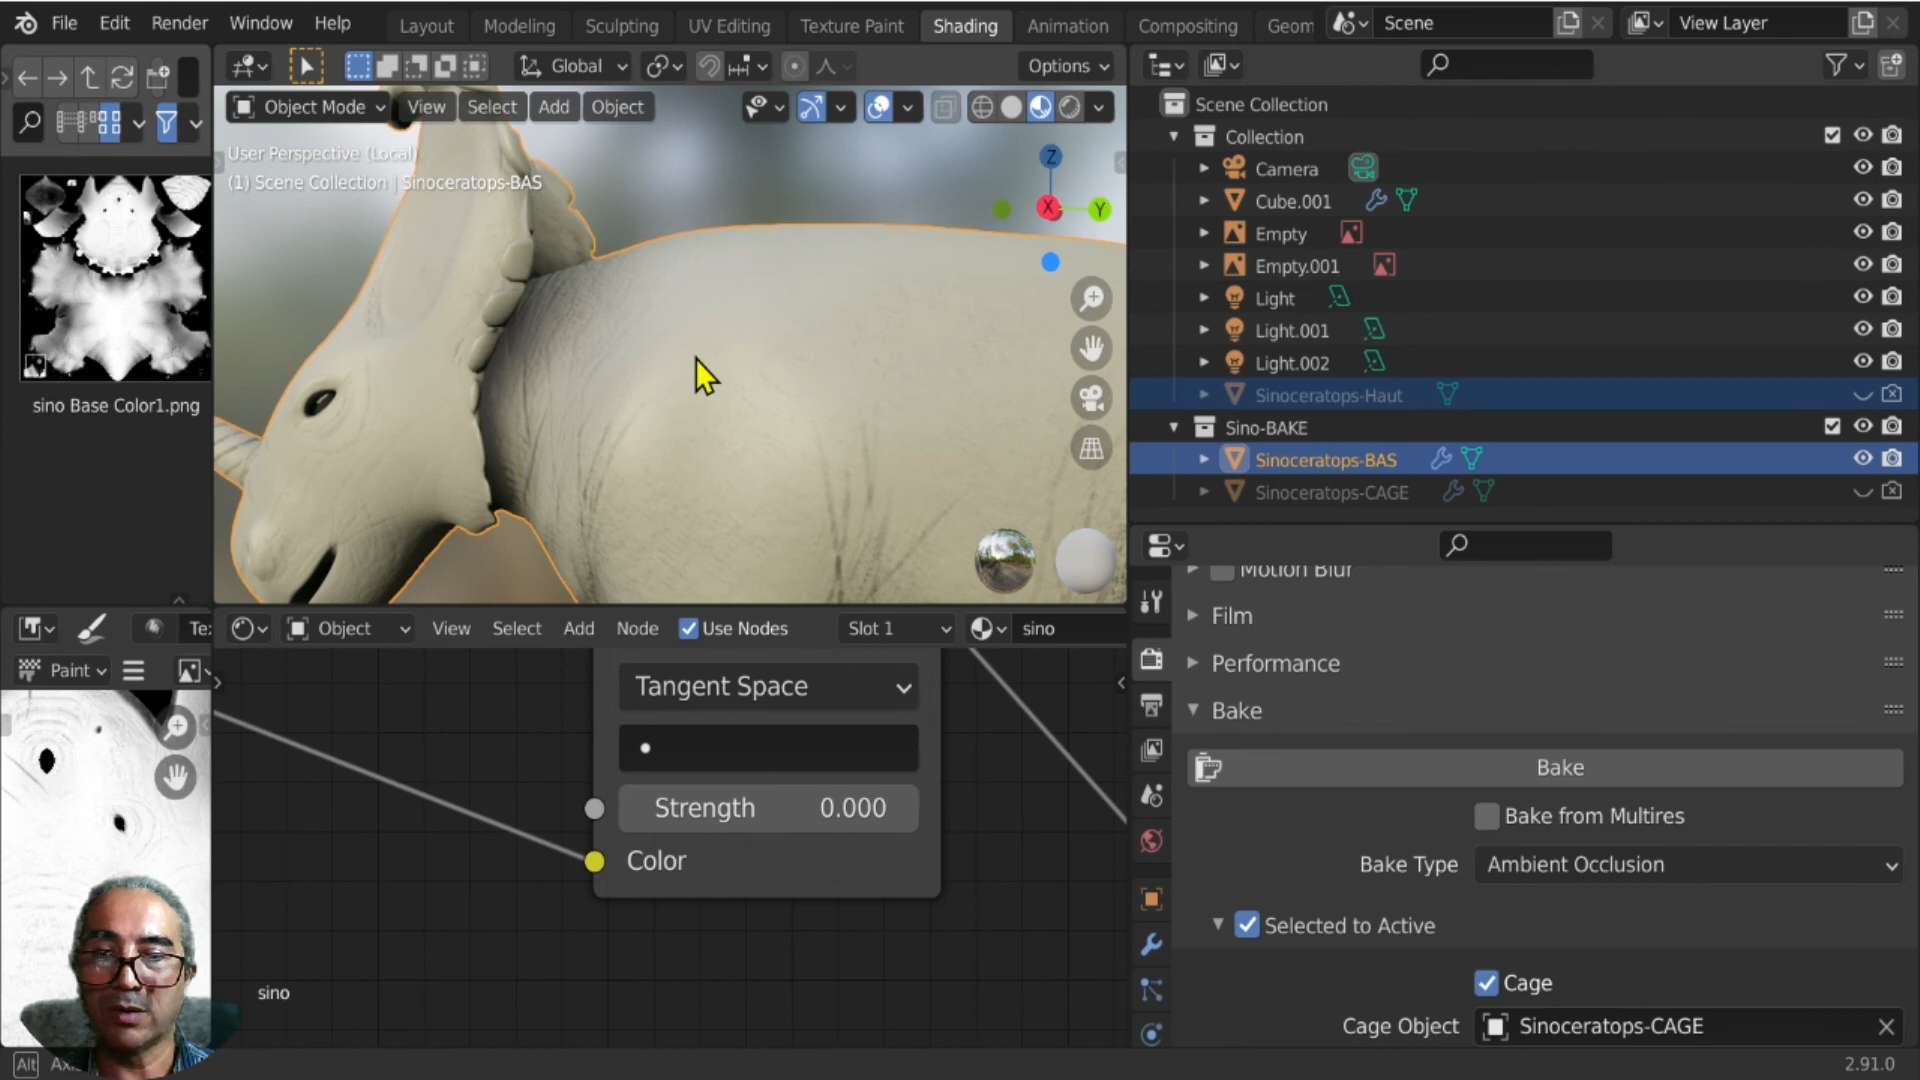 File Edit Render Window Help Layout Modeling Sculpting UV Editing Texture Paint Shading Animation Compositing Geom Scene View Layer
Global Options
Object Mode View Select Add Object
User Perspective (Local)
(1) Scene Collection | Sinoceratops-BAS
Z
X
Y
sino Base Color1.png
Scene Collection
Collection
Camera
Cube.001
Empty
Empty.001
Light
Light.001
Light.002
Sinoceratops-Haut
Sino-BAKE
Sinoceratops-BAS
Sinoceratops-CAGE
Te
Object View Select Add Node Use Nodes Slot 1 sino
Paint
Tangent Space
Strength 0.000
Color
sino
Motion Blur
Film
Performance
Bake
Bake
Bake from Multires
Bake Type Ambient Occlusion
Selected to Active
Cage
Cage Object Sinoceratops-CAGE
Alt
2.91.0